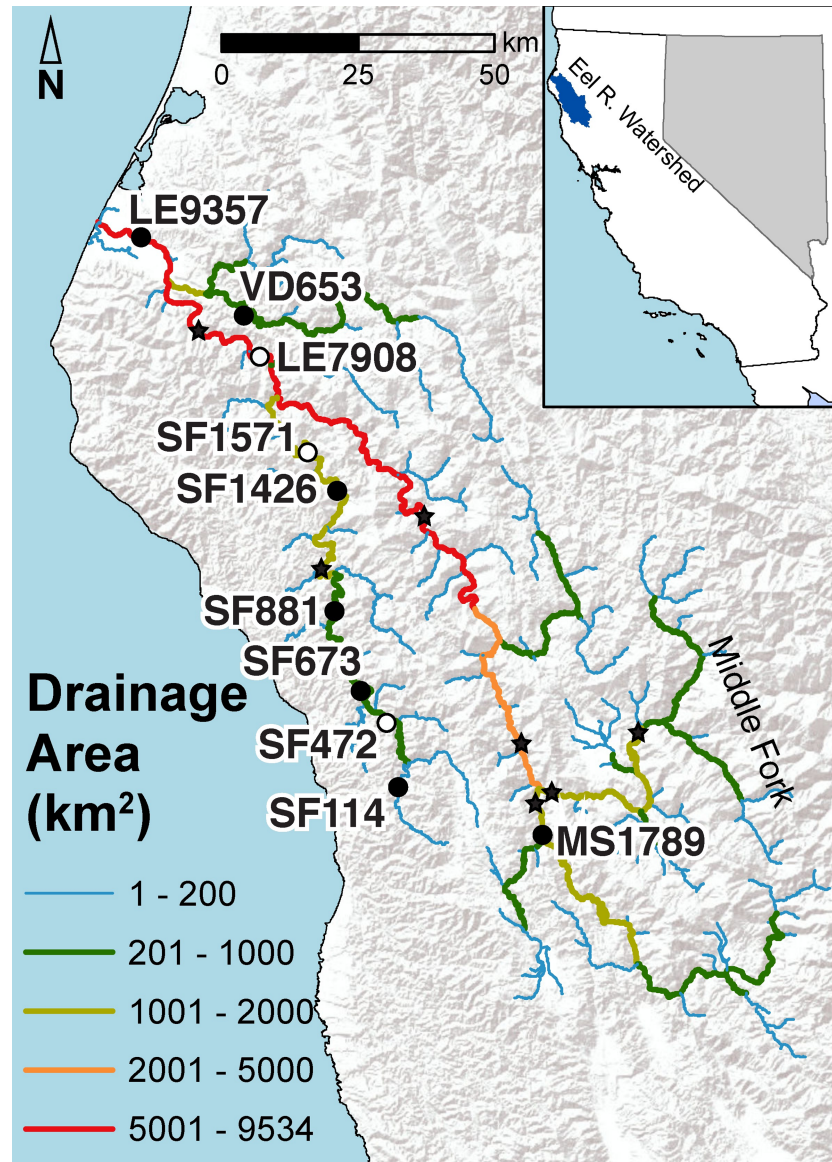 N
km
0 25 50
Eel R. Watershed
LE9357
VD653
LE7908
SF1571
SF1426
SF881
SF673
SF472
SF114
MS1789
Middle Fork
Drainage
Area
(km²)
1 - 200
201 - 1000
1001 - 2000
2001 - 5000
5001 - 9534